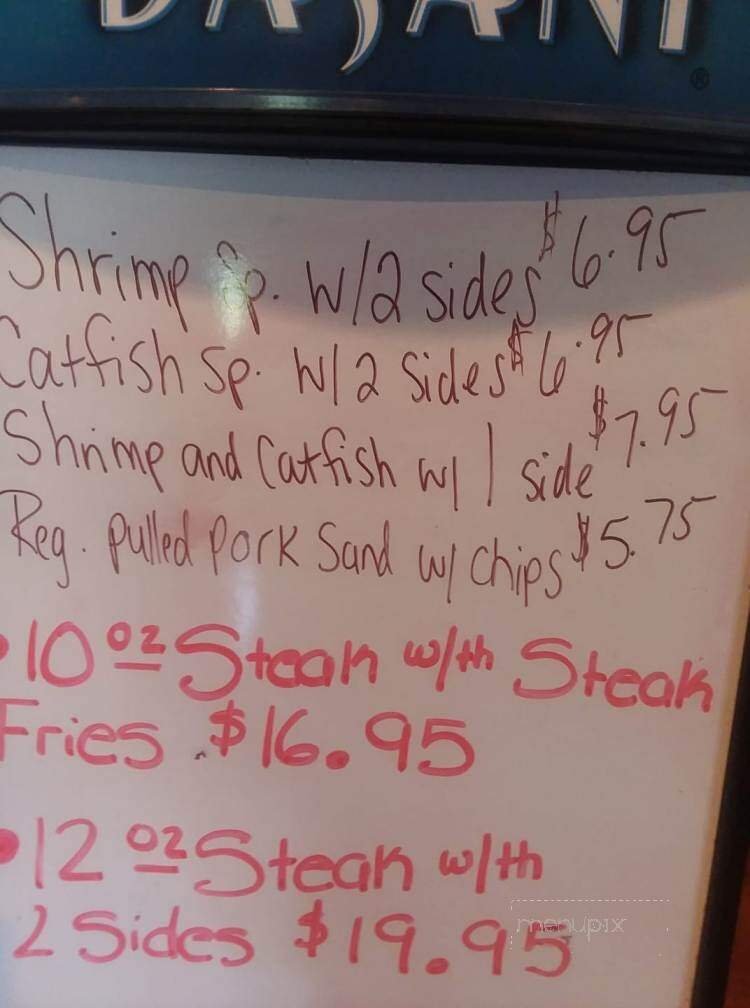 DASANI
®
Shrimp Sp. w/2 sides $6.95
Catfish Sp. w/2 sides $6.95
Shrimp and Catfish w/ 1 side $7.95
Reg. pulled pork Sand w/ chips $5.75
•10 oz Steak w/th Steak
Fries $16.95
•12 oz Steak w/th
2 Sides $19.95
menupix